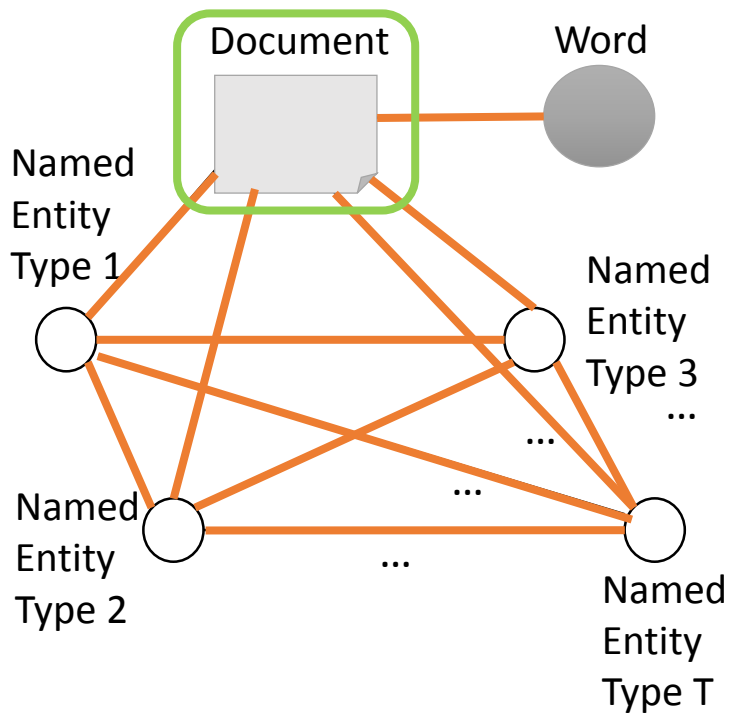 Document
Word
Named
Entity
Type 1
Named
Entity
Type 3
...
...
...
Named
Entity
Type 2
...
Named
Entity
Type T